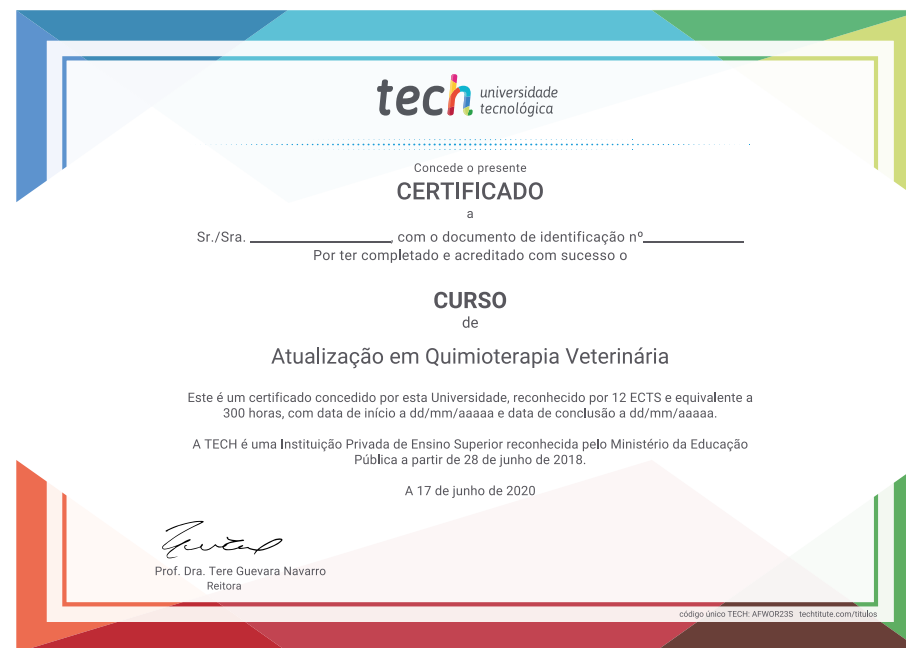 tech universidade
tecnológica
Concede o presente
CERTIFICADO
a
Sr./Sra. , com o documento de identificação nº
Por ter completado e acreditado com sucesso o
CURSO
de
Atualização em Quimioterapia Veterinária
Este é um certificado concedido por esta Universidade, reconhecido por 12 ECTS e equivalente a
300 horas, com data de início a dd/mm/aaaaa e data de conclusão a dd/mm/aaaaa.
A TECH é uma Instituição Privada de Ensino Superior reconhecida pelo Ministério da Educação
Pública a partir de 28 de junho de 2018.
A 17 de junho de 2020
Prof. Dra. Tere Guevara Navarro
Reitora
código único TECH: AFWOR23S techtitute.com/titulos